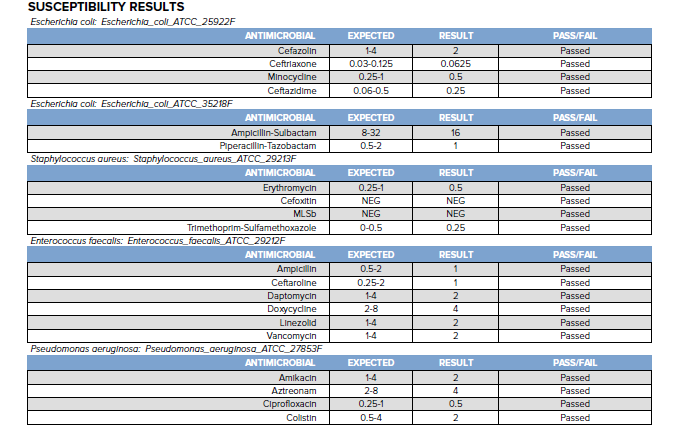 SUSCEPTIBILITY RESULTS
Escherichia coli: Escherichia_coli_ATCC_25922F
ANTIMICROBIAL EXPECTED RESULT PASS/FAIL
Cefazolin 1-4 2 Passed
Ceftriaxone 0.03-0.125 0.0625 Passed
Minocycline 0.25-1 0.5 Passed
Ceftazidime 0.06-0.5 0.25 Passed
Escherichia coli: Escherichia_coli_ATCC_35218F
ANTIMICROBIAL EXPECTED RESULT PASS/FAIL
Ampicillin-Sulbactam 8-32 16 Passed
Piperacillin-Tazobactam 0.5-2 1 Passed
Staphylococcus aureus: Staphylococcus_aureus_ATCC_29213F
ANTIMICROBIAL EXPECTED RESULT PASS/FAIL
Erythromycin 0.25-1 0.5 Passed
Cefoxitin NEG NEG Passed
MLSb NEG NEG Passed
Trimethoprim-Sulfamethoxazole 0-0.5 0.25 Passed
Enterococcus faecalis: Enterococcus_faecalis_ATCC_29212F
ANTIMICROBIAL EXPECTED RESULT PASS/FAIL
Ampicillin 0.5-2 1 Passed
Ceftaroline 0.25-2 1 Passed
Daptomycin 1-4 2 Passed
Doxycycline 2-8 4 Passed
Linezolid 1-4 2 Passed
Vancomycin 1-4 2 Passed
Pseudomonas aeruginosa: Pseudomonas_aeruginosa_ATCC_27853F
ANTIMICROBIAL EXPECTED RESULT PASS/FAIL
Amikacin 1-4 2 Passed
Aztreonam 2-8 4 Passed
Ciprofloxacin 0.25-1 0.5 Passed
Colistin 0.5-4 2 Passed